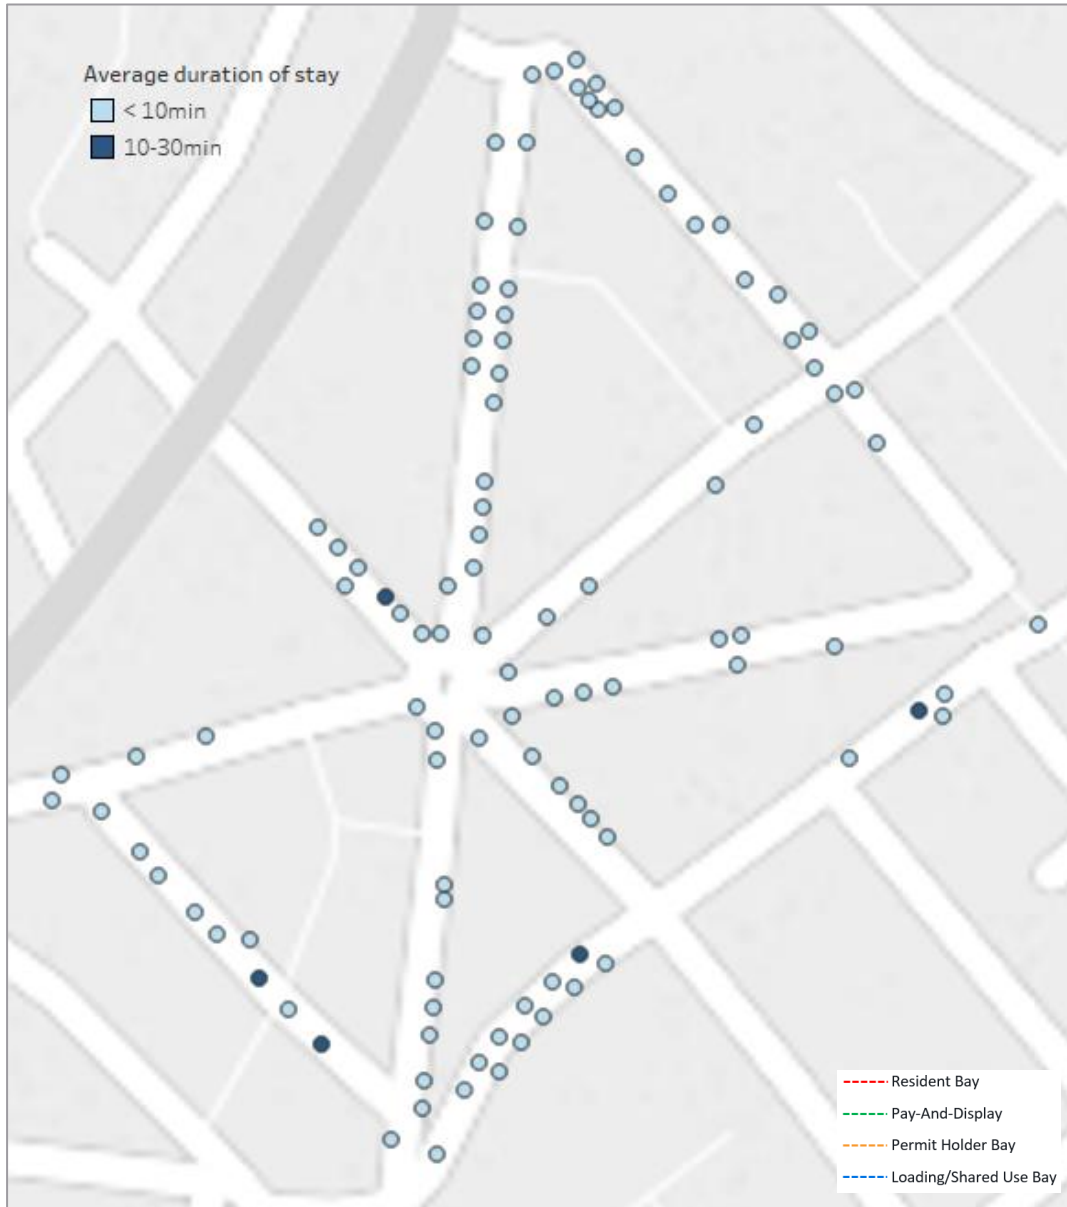 Average duration of stay
< 10min
10-30min
Resident Bay
Pay-And-Display
Permit Holder Bay
Loading/Shared Use Bay